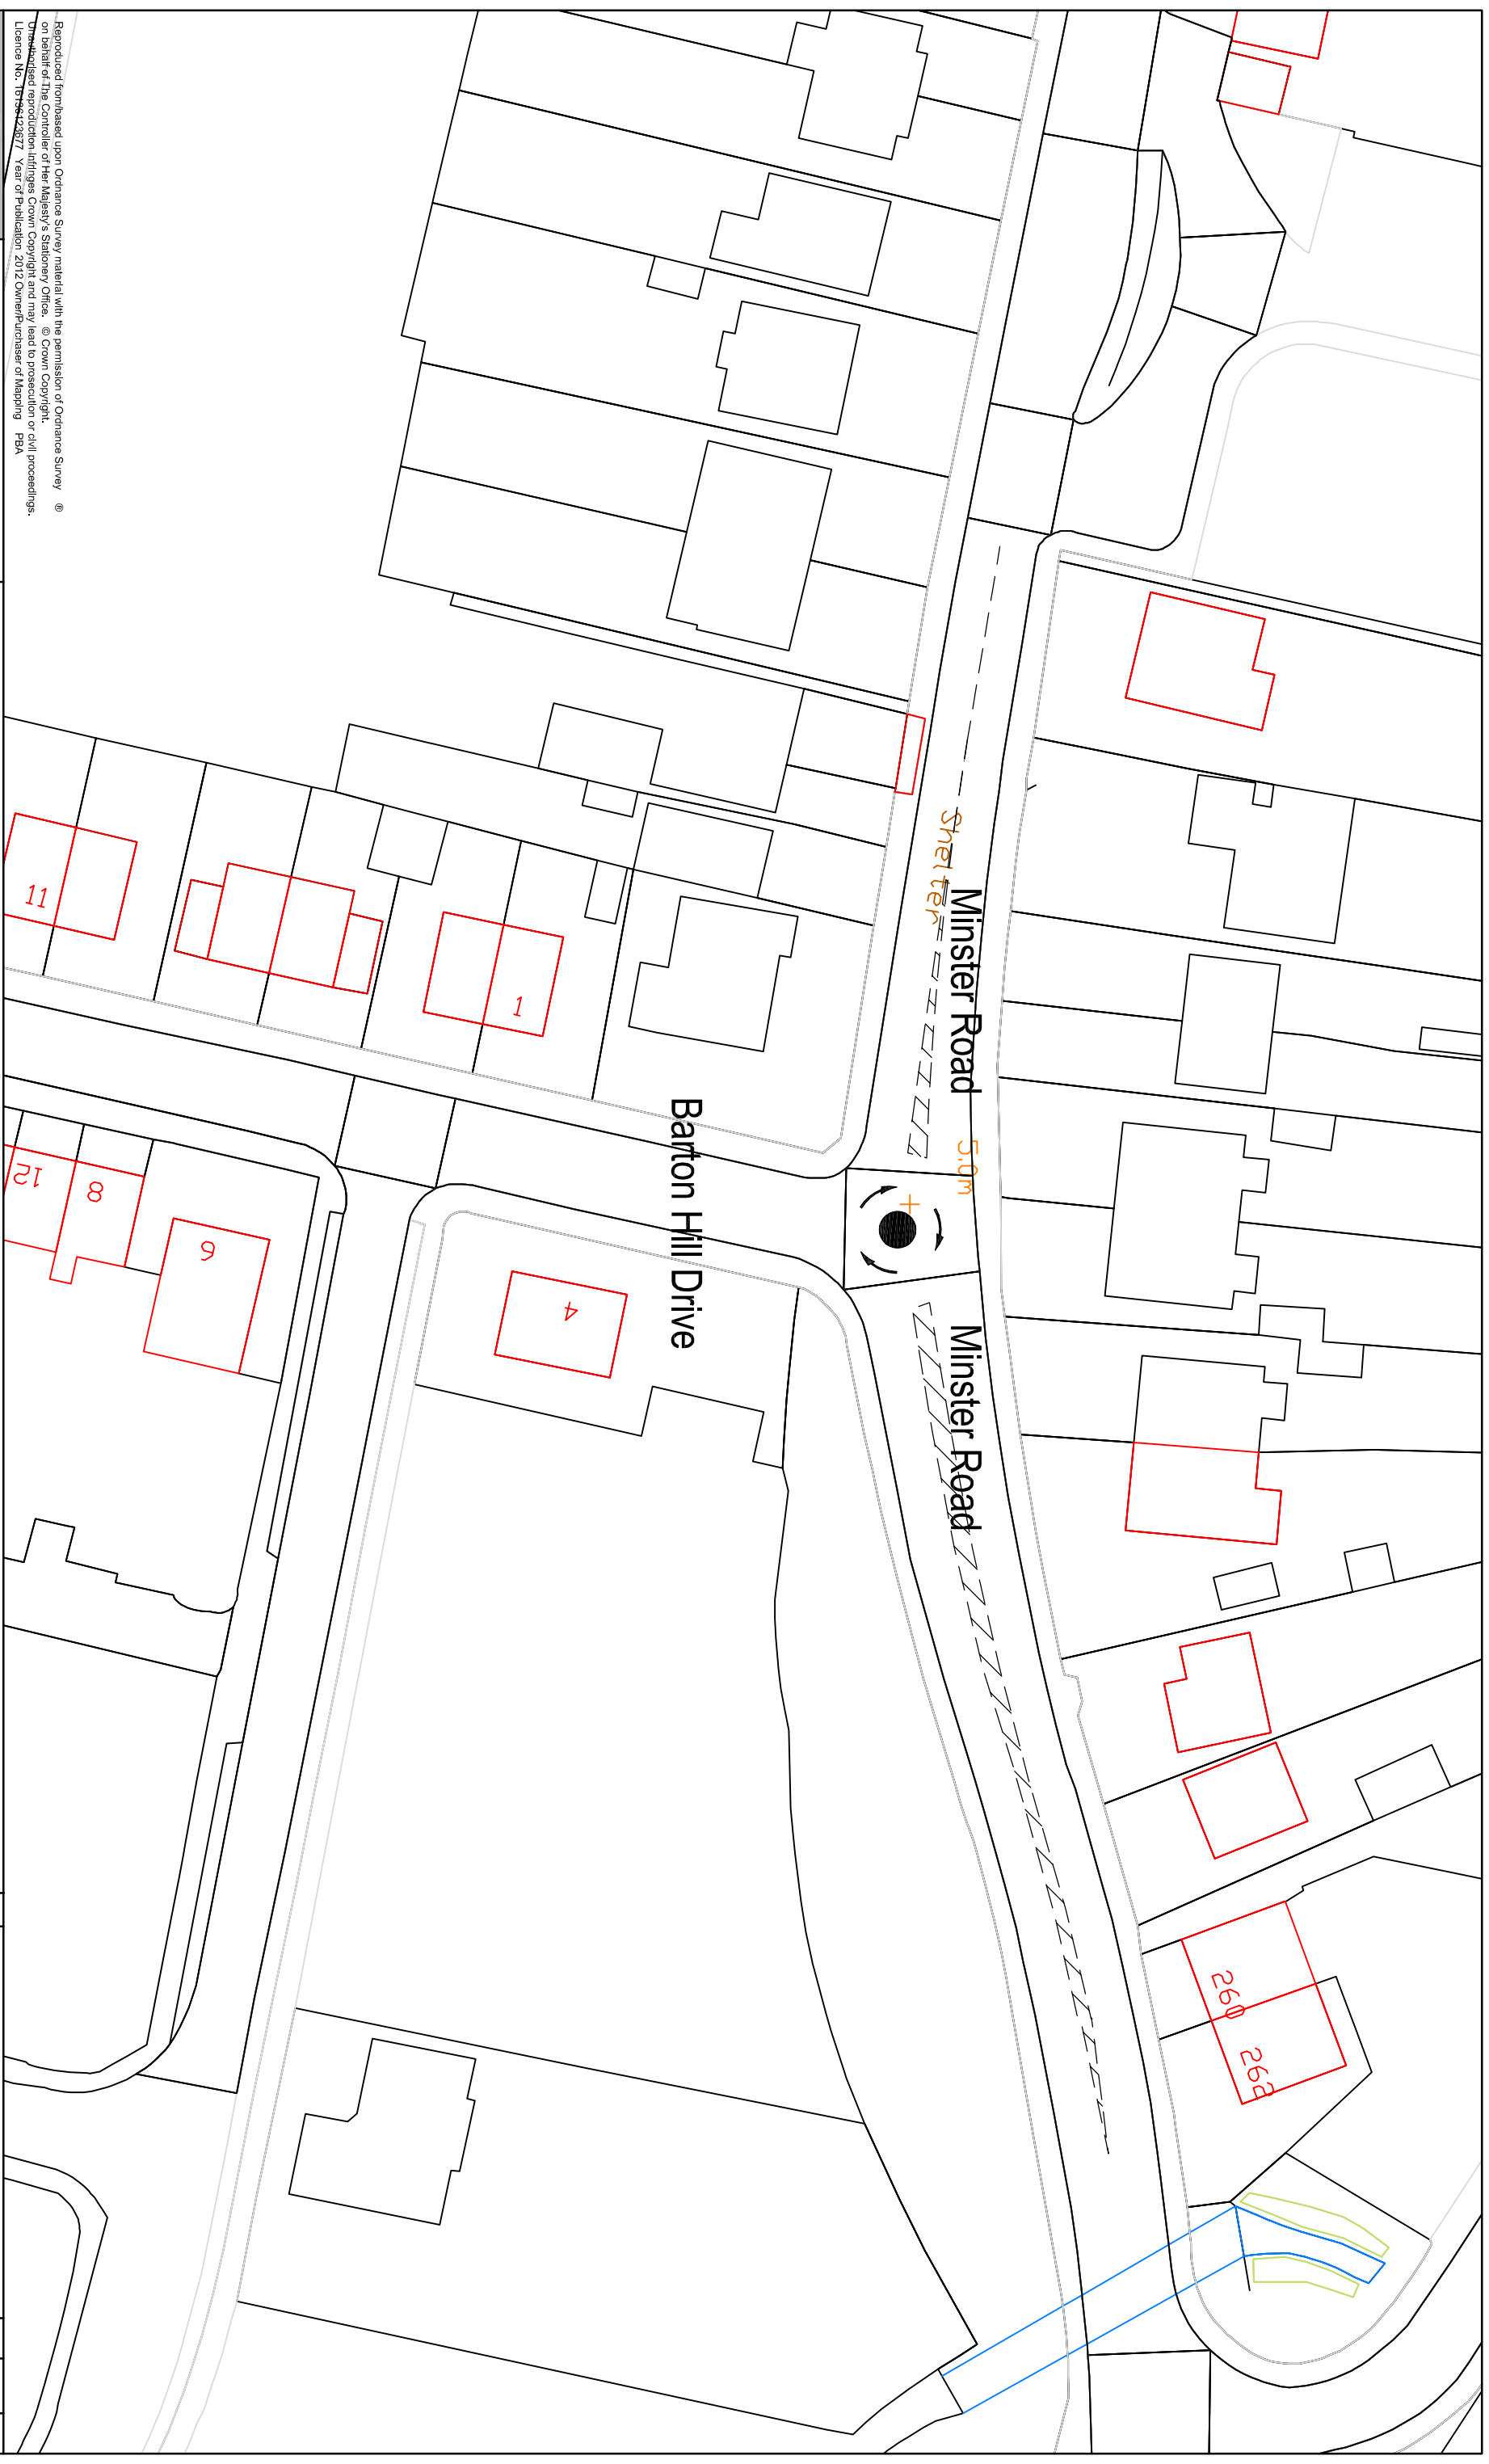 Reproduced from/based upon Ordnance Survey material with the permission of Ordnance Survey ®
on behalf of The Controller of Her Majesty's Stationery Office. © Crown Copyright.
Unauthorised reproduction infringes Crown Copyright and may lead to prosecution or civil proceedings.
Licence No. Year of Publication 2012 Owner/Purchaser of Mapping PBA
Shelter
Minster Road
5.0m
Minster Road
Barton Hill Drive
11
1
12
8
6
4
260
262